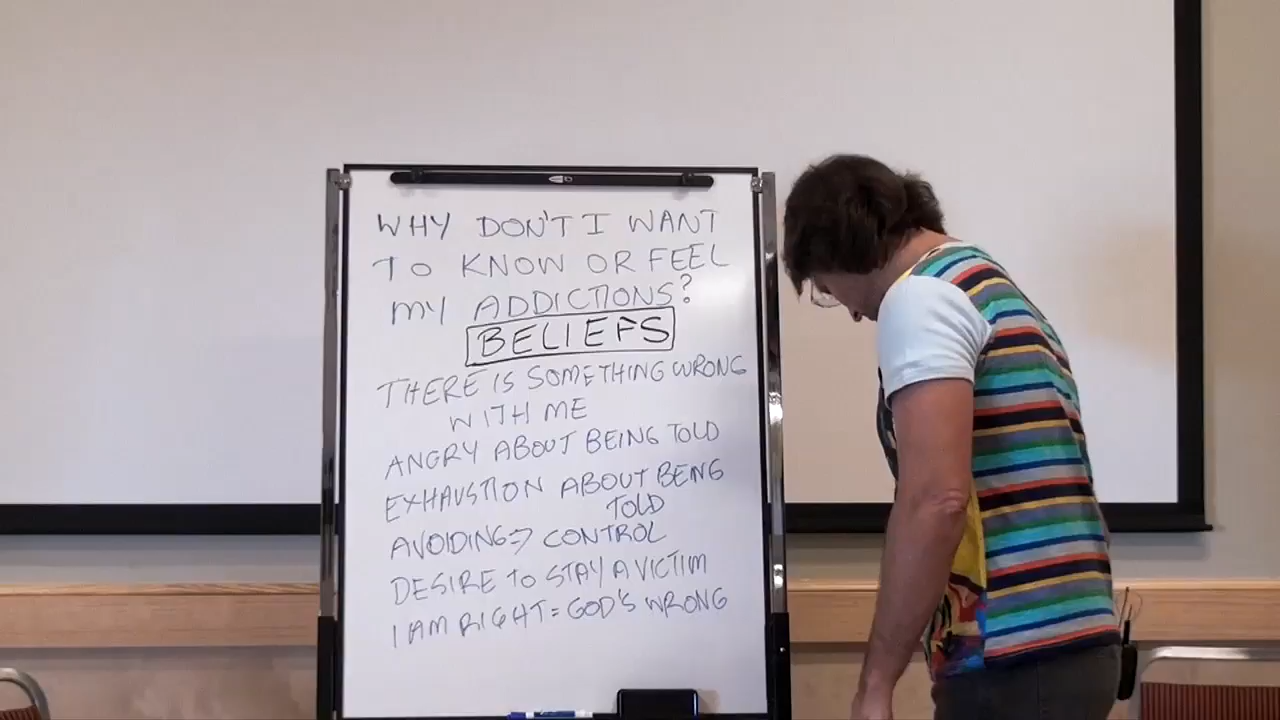 WHY DON'T I WANT
TO KNOW OR FEEL
MY ADDICTIONS?
BELIEFS
THERE IS SOMETHING WRONG
WITH ME
ANGRY ABOUT BEING TOLD
EXHAUSTION ABOUT BEING
TOLD
AVOIDING => CONTROL
DESIRE TO STAY A VICTIM
I AM RIGHT = GOD'S WRONG